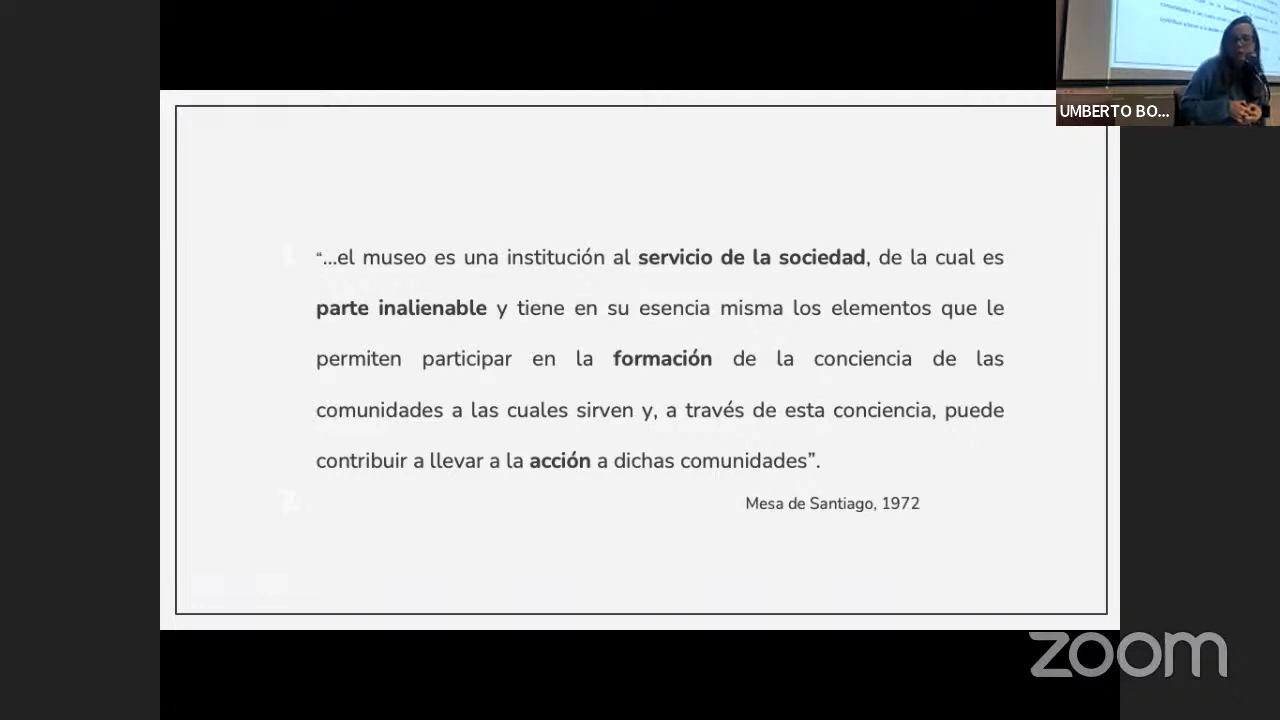 UMBERTO BO...
“...el museo es una institución al servicio de la sociedad, de la cual es
parte inalienable y tiene en su esencia misma los elementos que le
permiten participar en la formación de la conciencia de las
comunidades a las cuales sirven y, a través de esta conciencia, puede
contribuir a llevar a la acción a dichas comunidades”.
Mesa de Santiago, 1972
zoom